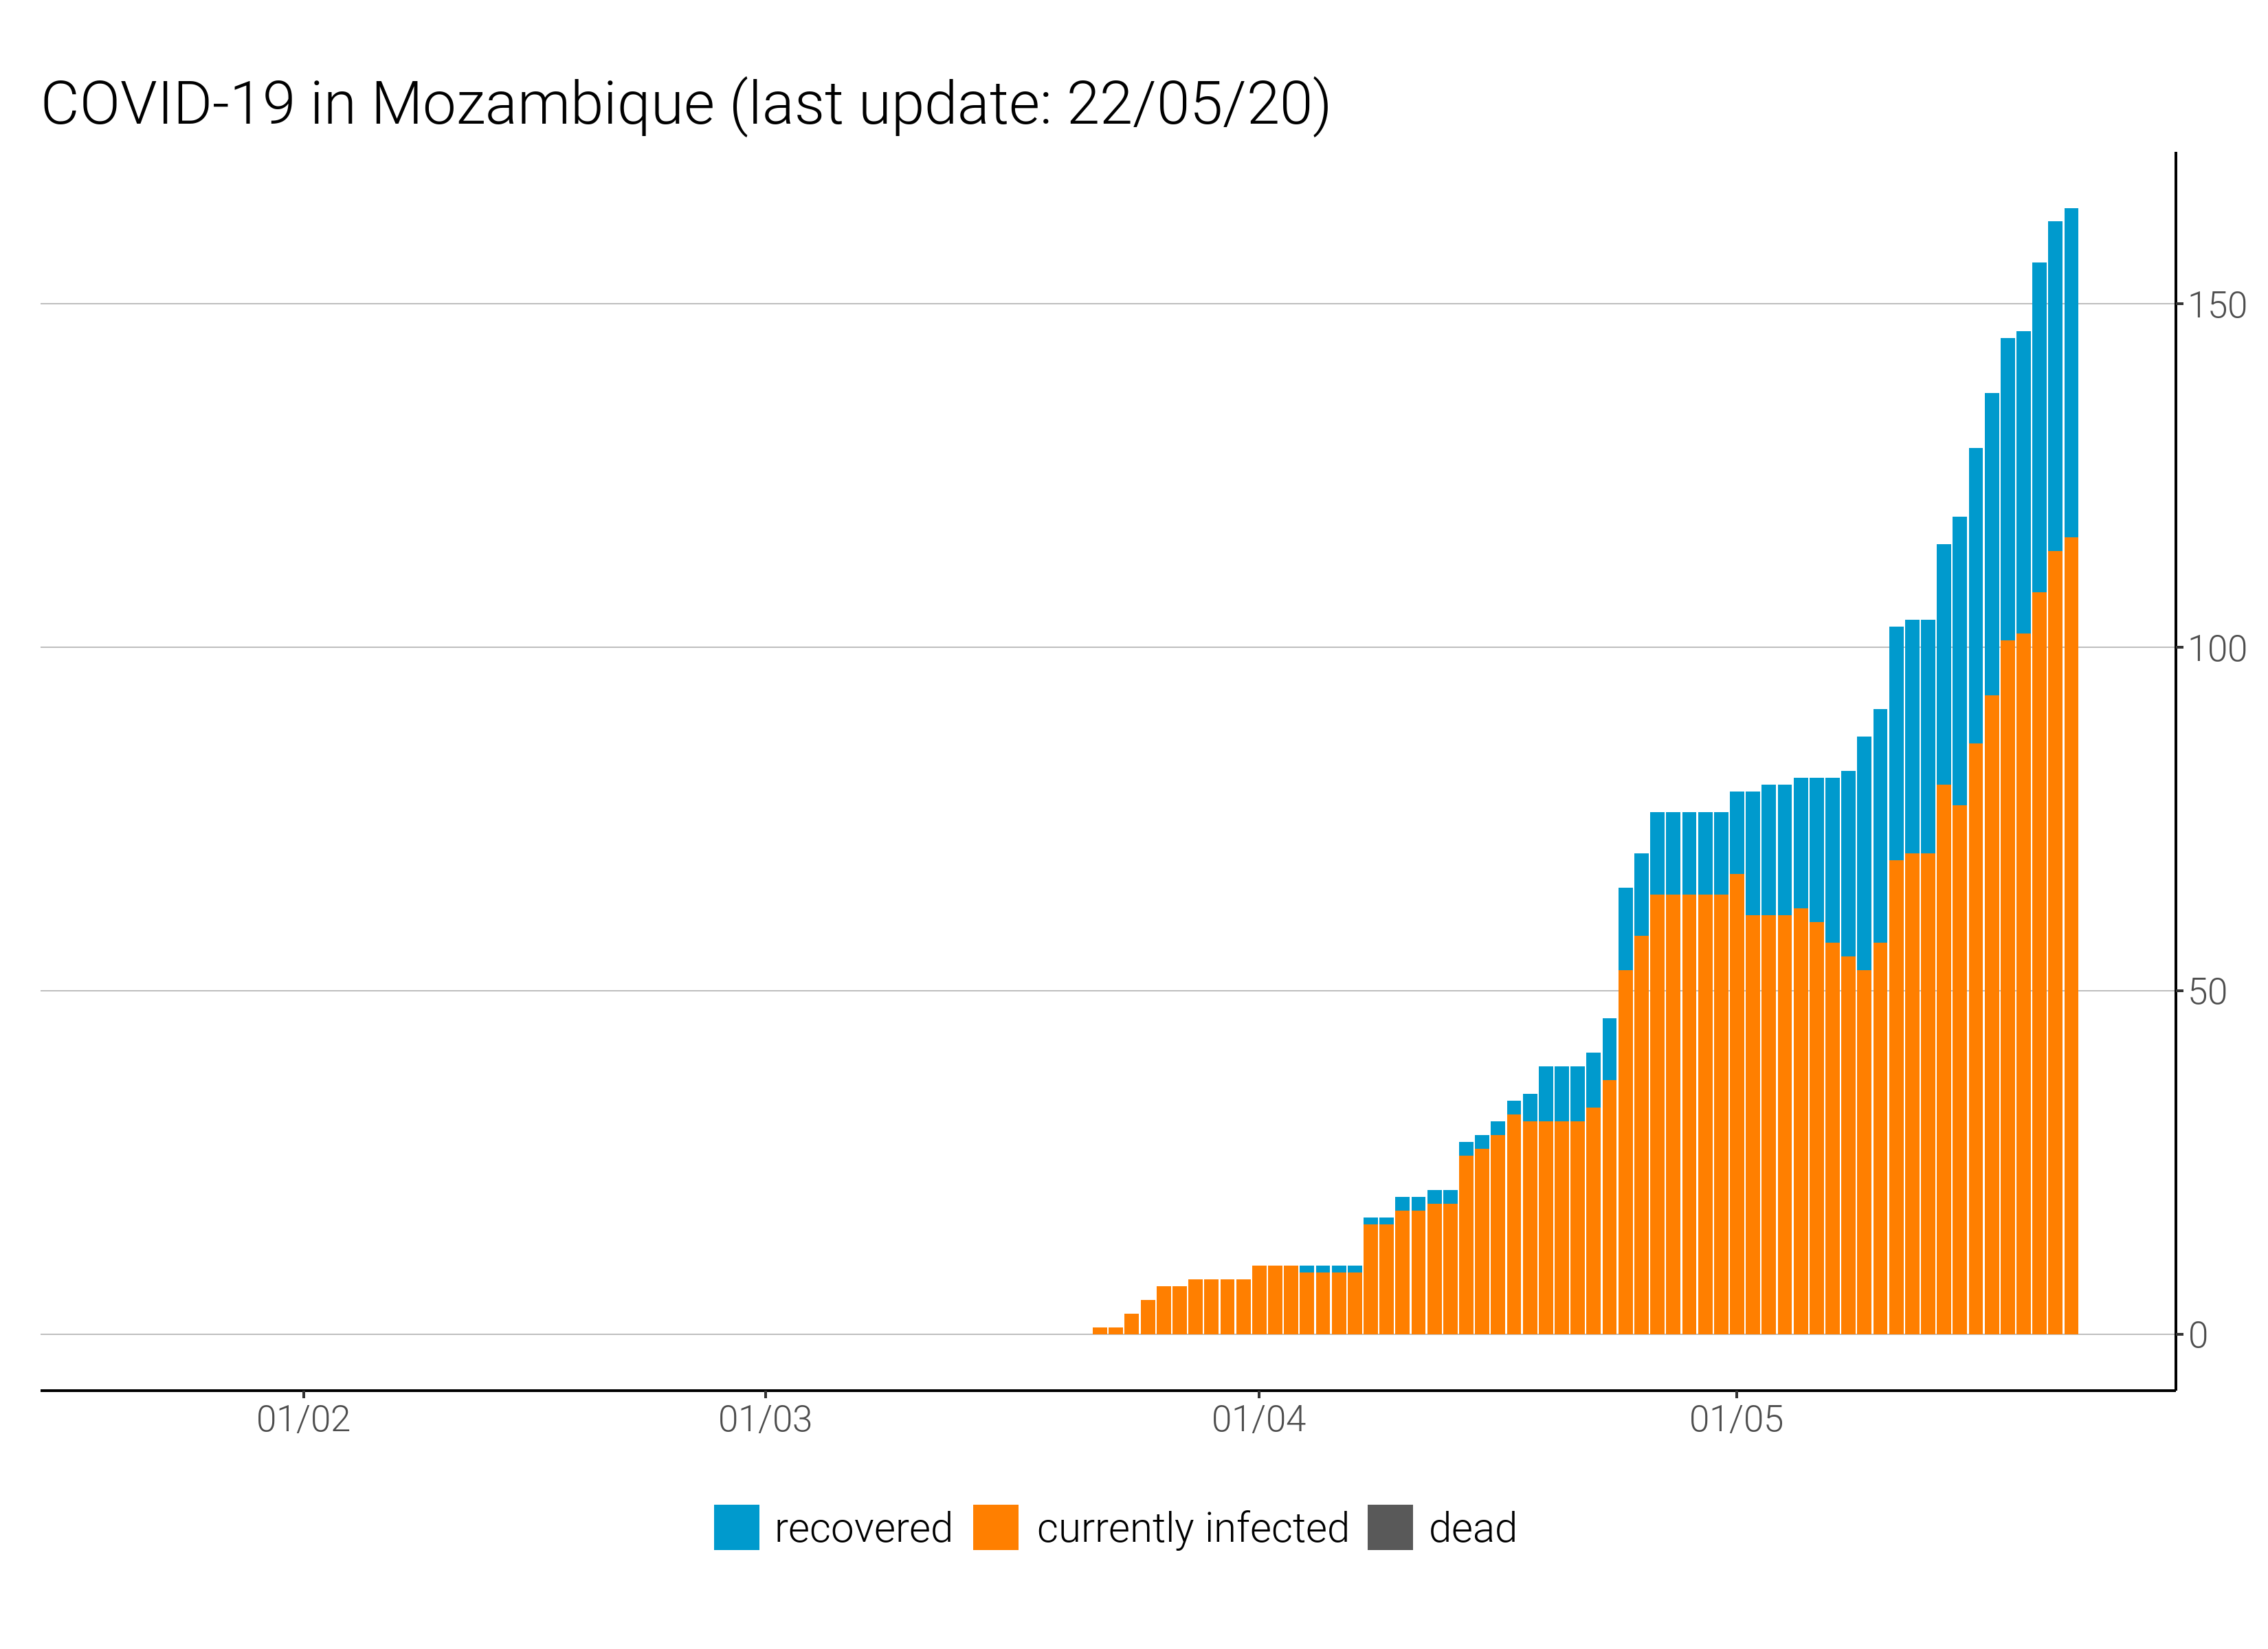 COVID-19 in Mozambique (last update: 22/05/20)
150
100
50
0
01/02 01/03 01/04 01/05
recovered currently infected dead